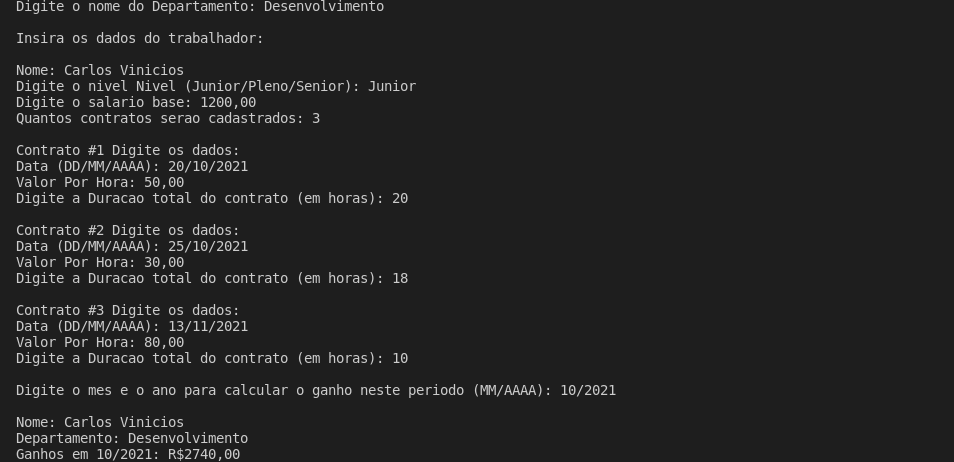 Digite o nome do Departamento: Desenvolvimento
Insira os dados do trabalhador:
Nome: Carlos Vinicios
Digite o nivel Nivel (Junior/Pleno/Senior): Junior
Digite o salario base: 1200,00
Quantos contratos serao cadastrados: 3
Contrato #1 Digite os dados:
Data (DD/MM/AAAA): 20/10/2021
Valor Por Hora: 50,00
Digite a Duracao total do contrato (em horas): 20
Contrato #2 Digite os dados:
Data (DD/MM/AAAA): 25/10/2021
Valor Por Hora: 30,00
Digite a Duracao total do contrato (em horas): 18
Contrato #3 Digite os dados:
Data (DD/MM/AAAA): 13/11/2021
Valor Por Hora: 80,00
Digite a Duracao total do contrato (em horas): 10
Digite o mes e o ano para calcular o ganho neste periodo (MM/AAAA): 10/2021
Nome: Carlos Vinicios
Departamento: Desenvolvimento
Ganhos em 10/2021: R$2740,00